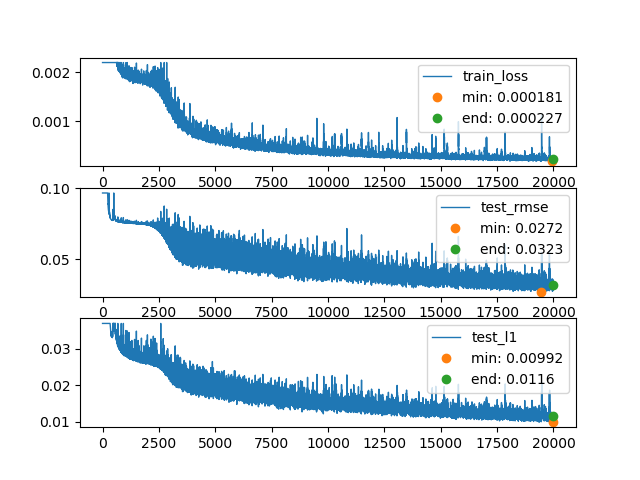 0.002
0.001
train_loss
min: 0.000181
end: 0.000227
0 2500 5000 7500 10000 12500 15000 17500 20000
0.10
0.05
test_rmse
min: 0.0272
end: 0.0323
0 2500 5000 7500 10000 12500 15000 17500 20000
0.03
0.02
0.01
test_l1
min: 0.00992
end: 0.0116
0 2500 5000 7500 10000 12500 15000 17500 20000